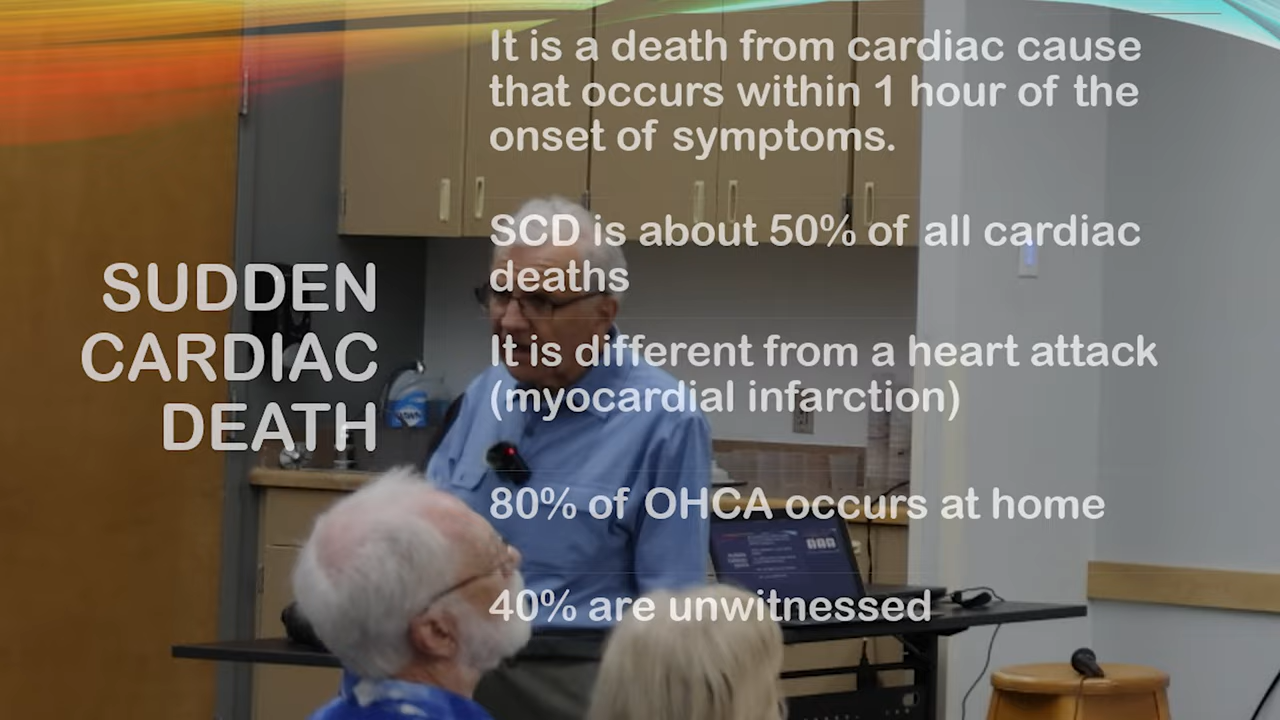 It is a death from cardiac cause
that occurs within 1 hour of the
onset of symptoms.
SCD is about 50% of all cardiac
deaths
SUDDEN
CARDIAC
DEATH
It is different from a heart attack
(myocardial infarction)
80% of OHCA occurs at home
40% are unwitnessed